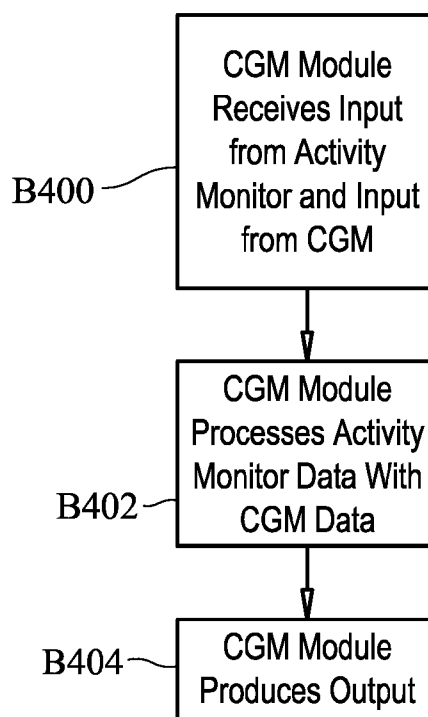 CGM Module
Receives Input
from Activity
Monitor and Input
from CGM
B400
CGM Module
Processes Activity
Monitor Data With
CGM Data
B402
CGM Module
Produces Output
B404